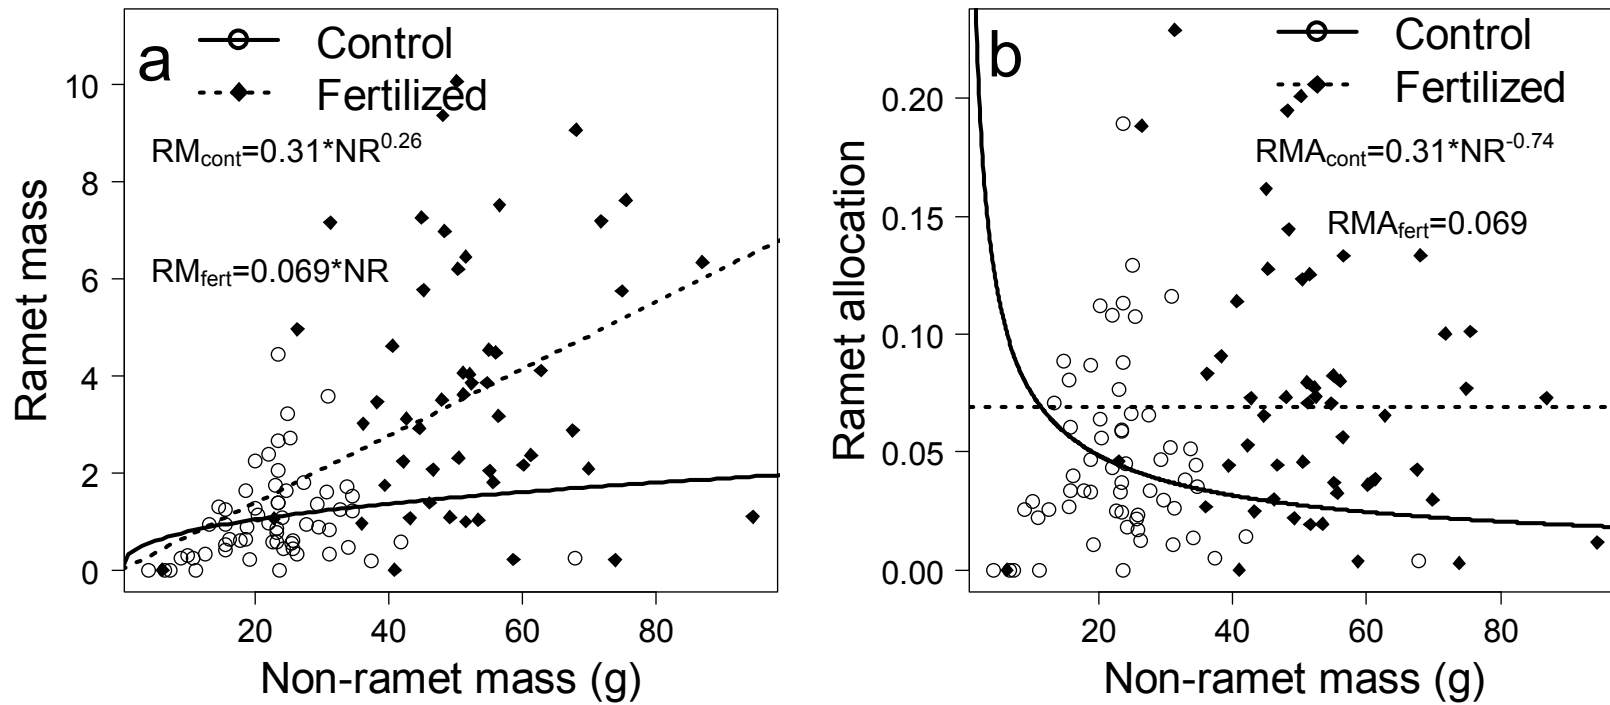 a
Control
Fertilized
RMcont=0.31*NR^0.26
RMfert=0.069*NR
Ramet mass
10
8
6
4
2
0
20 40 60 80
Non-ramet mass (g)
b
Control
Fertilized
RMAcont=0.31*NR^-0.74
RMAfert=0.069
Ramet allocation
0.20
0.15
0.10
0.05
0.00
20 40 60 80
Non-ramet mass (g)